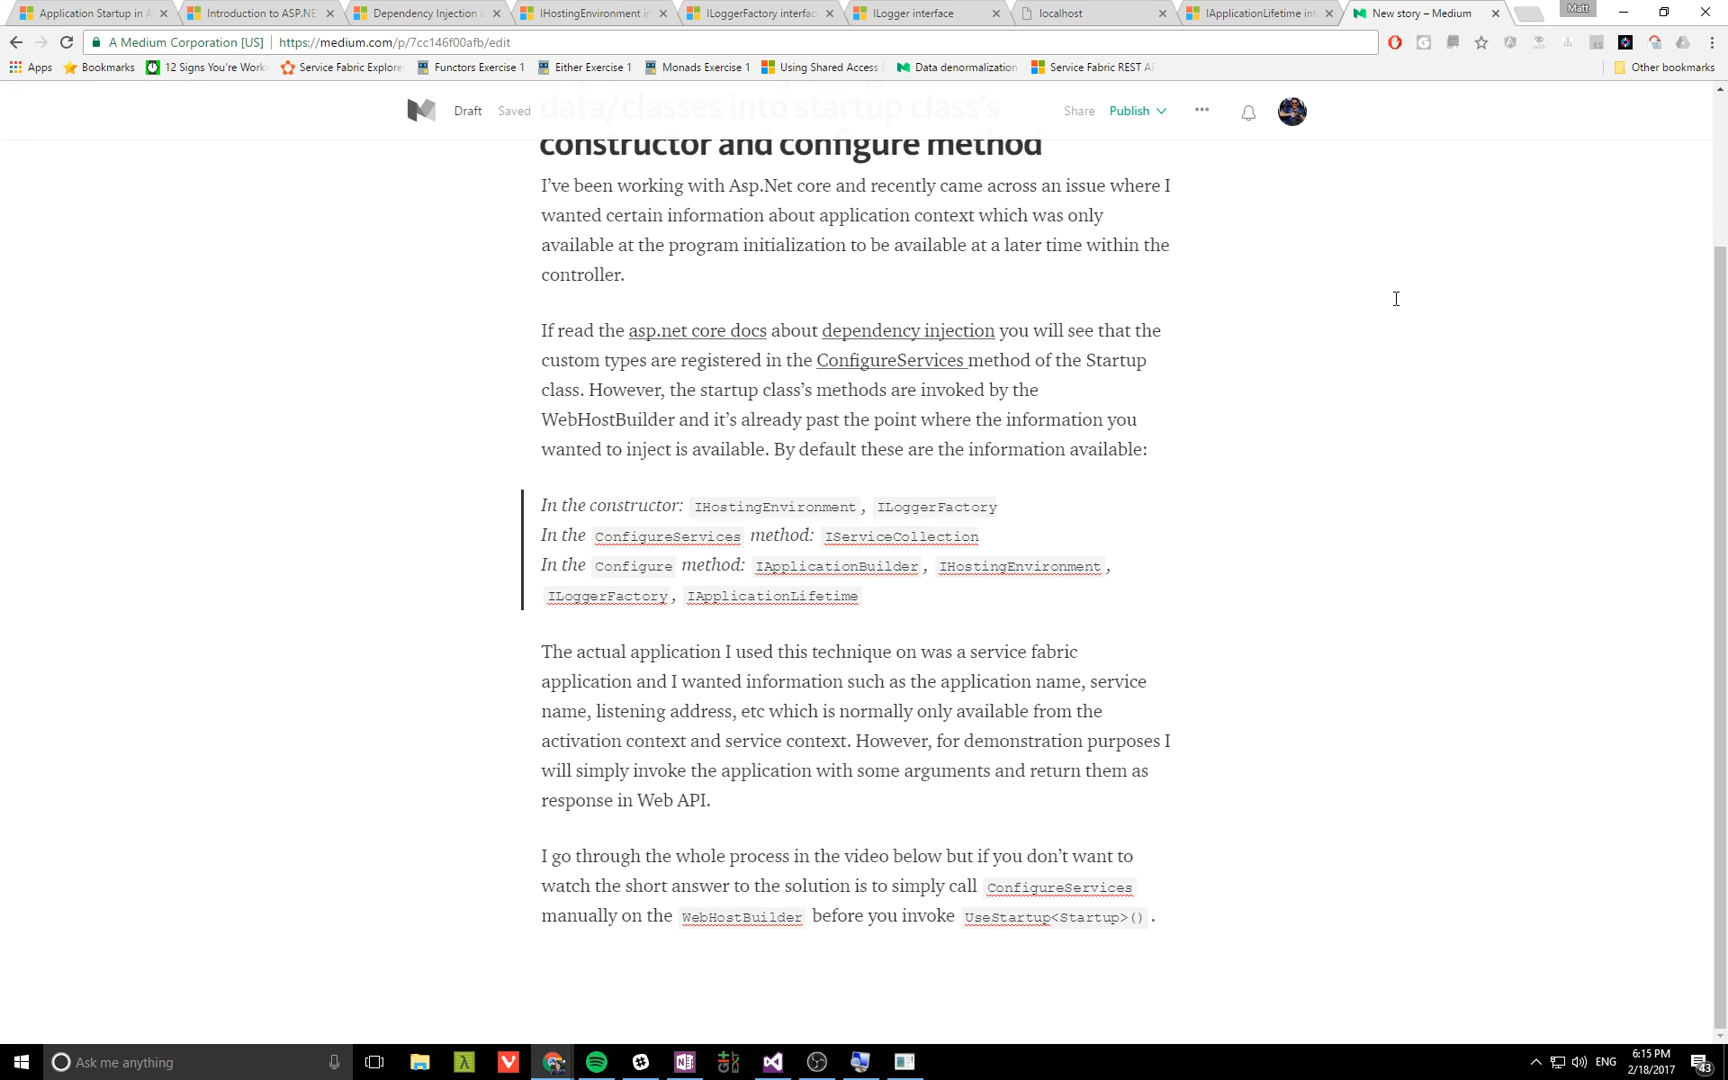 Application Startup in A
Introduction to ASP.NE
Dependency Injection i
IHostingEnvironment in
ILoggerFactory interfac
ILogger interface
localhost
IApplicationLifetime int
New story – Medium
Matt
A Medium Corporation [US]
https://medium.com/p/7cc146f00afb/edit
Apps
Bookmarks
12 Signs You're Worki
Service Fabric Explore
Functors Exercise 1
Either Exercise 1
Monads Exercise 1
Using Shared Access S
Data denormalization
Service Fabric REST AP
Other bookmarks
data/classes into startup class's
Draft
Saved
Share
Publish
constructor and configure method
I've been working with Asp.Net core and recently came across an issue where I
wanted certain information about application context which was only
available at the program initialization to be available at a later time within the
controller.
If read the asp.net core docs about dependency injection you will see that the
custom types are registered in the ConfigureServices method of the Startup
class. However, the startup class's methods are invoked by the
WebHostBuilder and it's already past the point where the information you
wanted to inject is available. By default these are the information available:
In the constructor: IHostingEnvironment, ILoggerFactory
In the ConfigureServices method: IServiceCollection
In the Configure method: IApplicationBuilder, IHostingEnvironment,
ILoggerFactory, IApplicationLifetime
The actual application I used this technique on was a service fabric
application and I wanted information such as the application name, service
name, listening address, etc which is normally only available from the
activation context and service context. However, for demonstration purposes I
will simply invoke the application with some arguments and return them as
response in Web API.
I go through the whole process in the video below but if you don't want to
watch the short answer to the solution is to simply call ConfigureServices
manually on the WebHostBuilder before you invoke UseStartup<Startup>().
Ask me anything
ENG
6:15 PM
2/18/2017
43